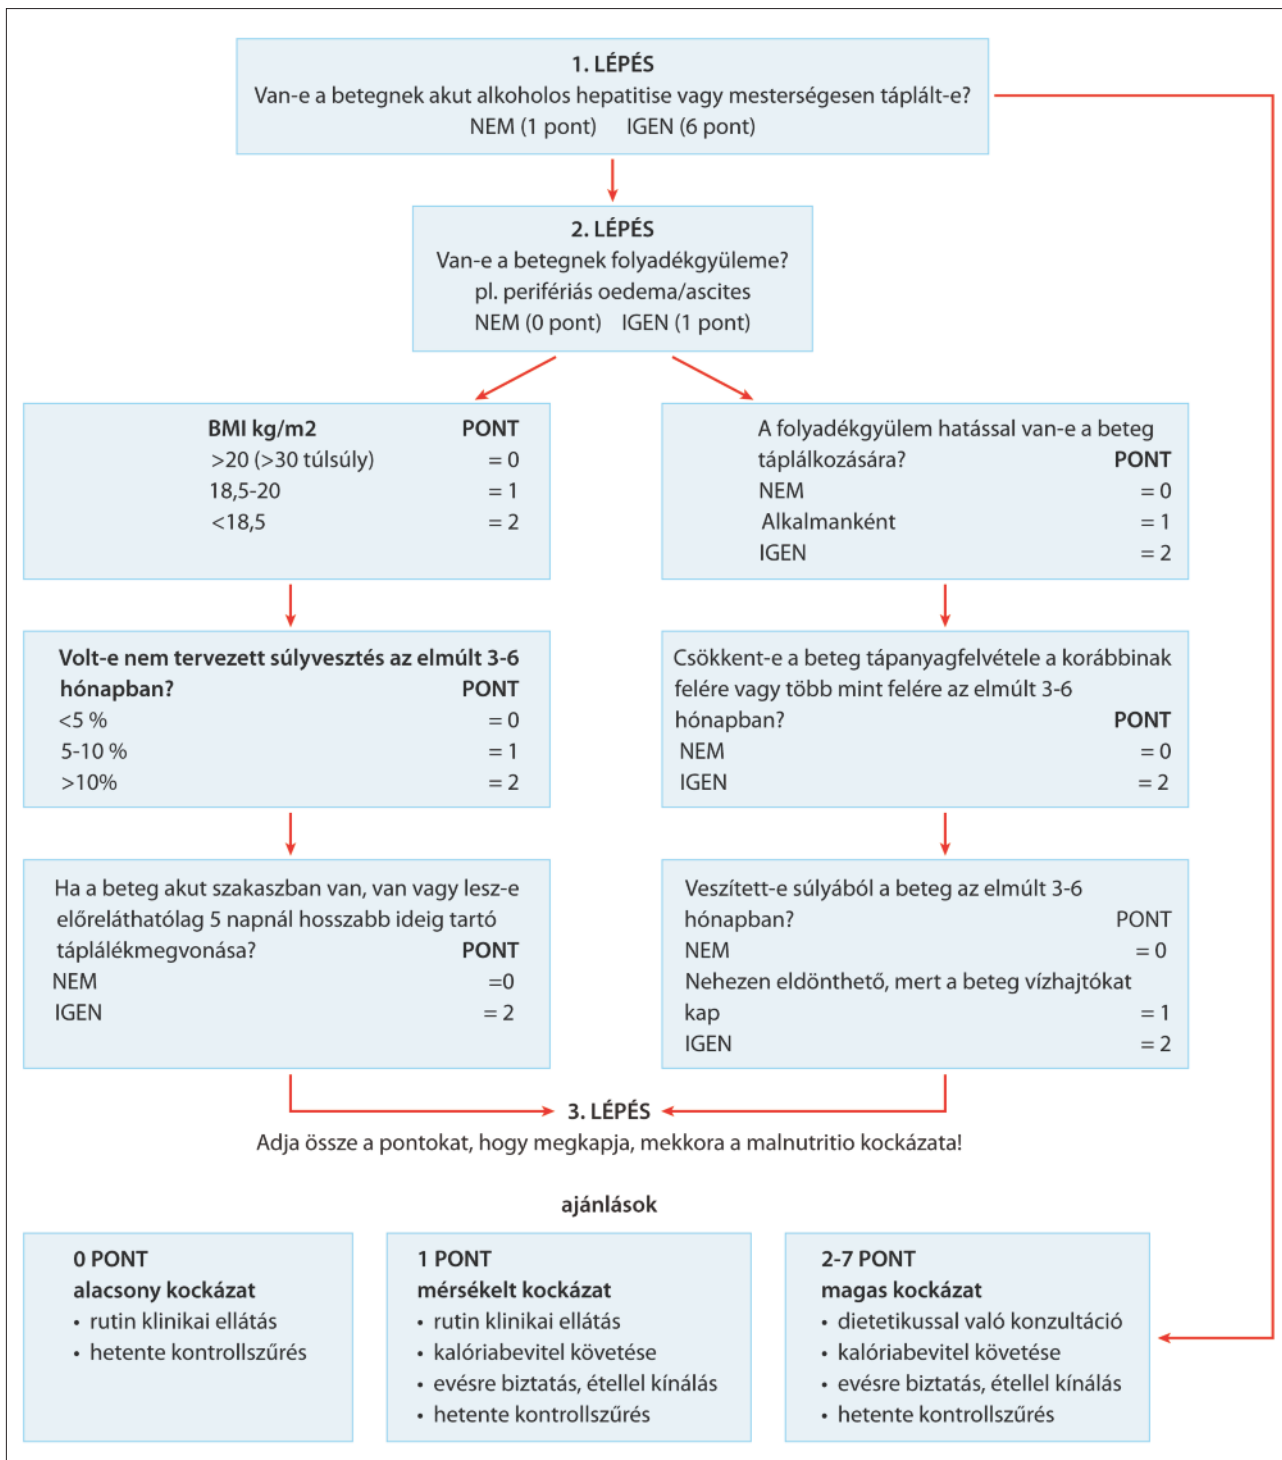 1. LÉPÉS
Van-e a betegnek akut alkoholos hepatitise vagy mesterségesen táplált-e?
NEM (1 pont) IGEN (6 pont)
2. LÉPÉS
Van-e a betegnek folyadékgyüleme?
pl. perifériás oedema/ascites
NEM (0 pont) IGEN (1 pont)
BMI kg/m2 PONT
>20 (>30 túlsúly) = 0
18,5-20 = 1
<18,5 = 2
Volt-e nem tervezett súlyvesztés az elmúlt 3-6
hónapban? PONT
<5 % = 0
5-10 % = 1
>10% = 2
Ha a beteg akut szakaszban van, van vagy lesz-e
előreláthatólag 5 napnál hosszabb ideig tartó
táplálékmegvonása? PONT
NEM =0
IGEN = 2
A folyadékgyülem hatással van-e a beteg
táplálkozására? PONT
NEM = 0
Alkalmanként = 1
IGEN = 2
Csökkent-e a beteg tápanyagfelvétele a korábbinak
felére vagy több mint felére az elmúlt 3-6
hónapban? PONT
NEM = 0
IGEN = 2
Veszített-e súlyából a beteg az elmúlt 3-6
hónapban? PONT
NEM = 0
Nehezen eldönthető, mert a beteg vízhajtókat
kap = 1
IGEN = 2
3. LÉPÉS
Adja össze a pontokat, hogy megkapja, mekkora a malnutritio kockázata!
ajánlások
0 PONT
alacsony kockázat
• rutin klinikai ellátás
• hetente kontrollszűrés
1 PONT
mérsékelt kockázat
• rutin klinikai ellátás
• kalóriabevitel követése
• evésre biztatás, étellel kínálás
• hetente kontrollszűrés
2-7 PONT
magas kockázat
• dietetikussal való konzultáció
• kalóriabevitel követése
• evésre biztatás, étellel kínálás
• hetente kontrollszűrés